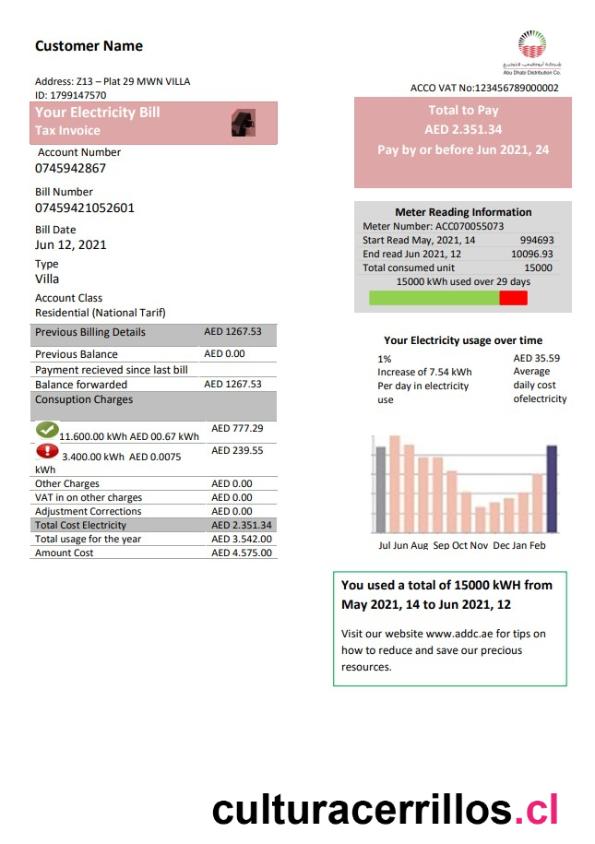 Customer Name
Address: Z13 – Plat 29 MWN VILLA
ID: 1799147570
Your Electricity Bill
Tax Invoice
Account Number
0745942867
Bill Number
07459421052601
Bill Date
Jun 12, 2021
Type
Villa
Account Class
Residential (National Tarif)
Previous Billing Details AED 1267.53
Previous Balance AED 0.00
Payment recieved since last bill
Balance forwarded AED 1267.53
Consuption Charges
11.600.00 kWh AED 00.67 kWh AED 777.29
3.400.00 kWh AED 0.0075 AED 239.55
kWh
Other Charges AED 0.00
VAT in on other charges AED 0.00
Adjustment Corrections AED 0.00
Total Cost Electricity AED 2.351.34
Total usage for the year AED 3.542.00
Amount Cost AED 4.575.00
شركة أبوظبي للتوزيع
Abu Dhabi Distribution Co.
ACCO VAT No:123456789000002
Total to Pay
AED 2.351.34
Pay by or before Jun 2021, 24
Meter Reading Information
Meter Number: ACC070055073
Start Read May, 2021, 14 994693
End read Jun 2021, 12 10096.93
Total consumed unit 15000
15000 kWh used over 29 days
Your Electricity usage over time
1% AED 35.59
Increase of 7.54 kWh Average
Per day in electricity daily cost
use ofelectricity
Jul Jun Aug Sep Oct Nov Dec Jan Feb
You used a total of 15000 kWH from
May 2021, 14 to Jun 2021, 12
Visit our website www.addc.ae for tips on
how to reduce and save our precious
resources.
culturacerrillos.cl